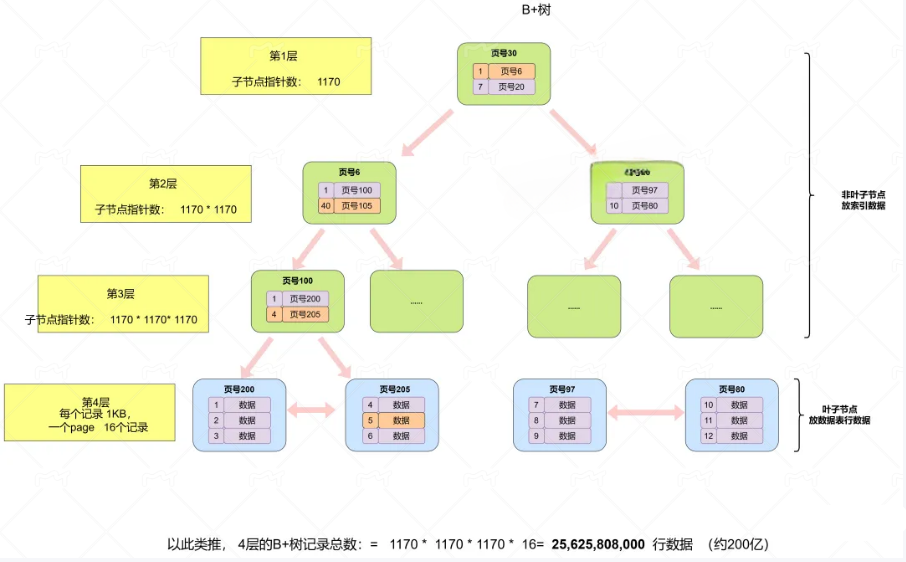 B+树
第1层
子节点指针数： 1170
页号30
1 页号6
7 页号20
第2层
子节点指针数： 1170 * 1170
页号6
1 页号100
40 页号105
页号97
10 页号80
非叶子节点
放索引数据
第3层
子节点指针数： 1170 * 1170* 1170
页号100
1 页号200
4 页号205
......
......
......
第4层
每个记录 1KB，
一个page 16个记录
页号200
1 数据
2 数据
3 数据
页号205
4 数据
5 数据
6 数据
页号97
7 数据
8 数据
9 数据
页号80
10 数据
11 数据
12 数据
叶子节点
放数据表行数据
以此类推， 4层的B+树记录总数：= 1170 * 1170 * 1170 * 16= 25,625,808,000 行数据 （约200亿）